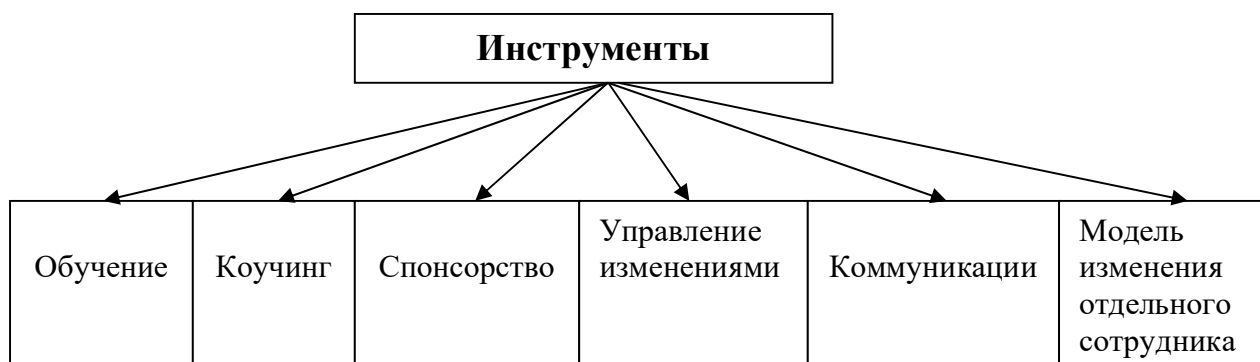 Инструменты
Обучение
Коучинг
Спонсорство
Управление
изменениями
Коммуникации
Модель
изменения
отдельного
сотрудника